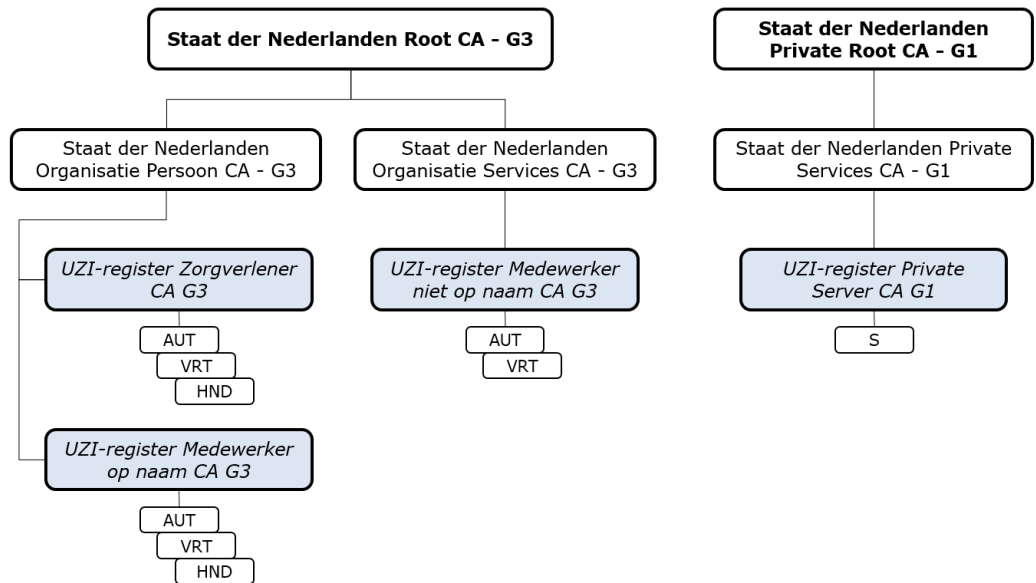 Staat der Nederlanden Root CA - G3
Staat der Nederlanden
Private Root CA - G1
Staat der Nederlanden
Organisatie Persoon CA - G3
Staat der Nederlanden
Organisatie Services CA - G3
Staat der Nederlanden Private
Services CA - G1
UZI-register Zorgverlener
CA G3
UZI-register Medewerker
niet op naam CA G3
UZI-register Private
Server CA G1
AUT
VRT
HND
AUT
VRT
S
UZI-register Medewerker
op naam CA G3
AUT
VRT
HND